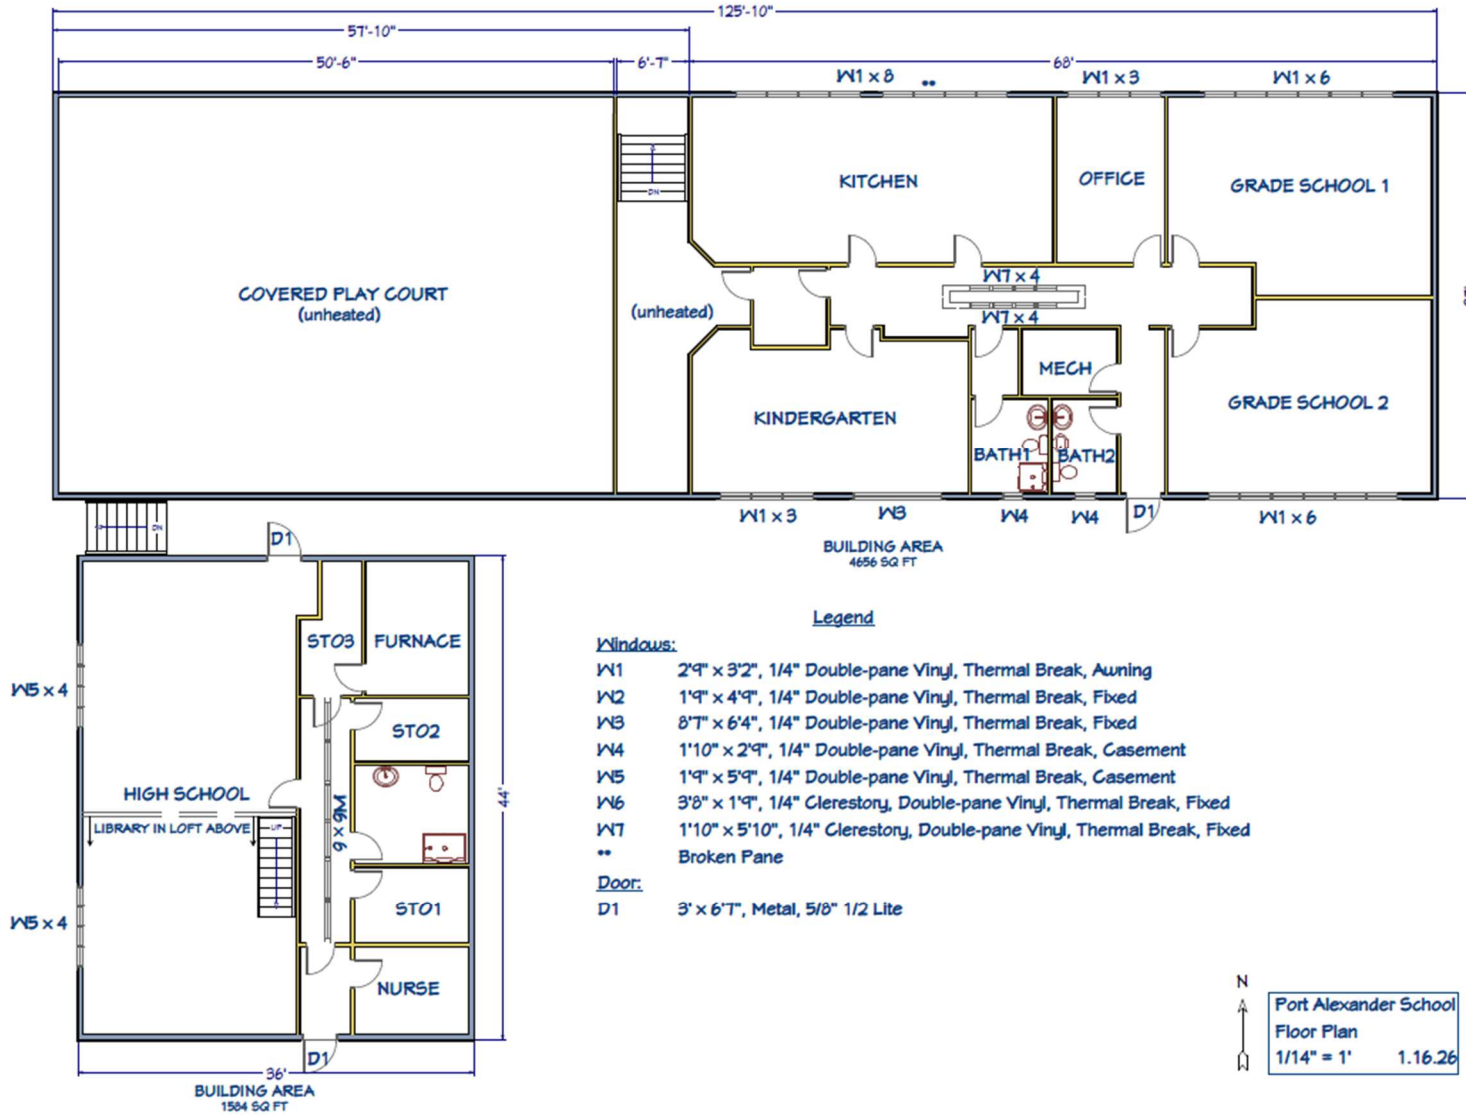 125'-10"
57'-10"
50'-6"
6'-7"
68'
W1 x 8
••
W1 x 3
W1 x 6
DN
KITCHEN
OFFICE
GRADE SCHOOL 1
COVERED PLAY COURT
(unheated)
(unheated)
W7 x 4
W7 x 4
MECH
KINDERGARTEN
GRADE SCHOOL 2
BATH1
BATH2
W1 x 3
W3
W4
W4
D1
W1 x 6
BUILDING AREA
4656 SQ FT
DN
D1
STO3
FURNACE
W5 x 4
STO2
HIGH SCHOOL
LIBRARY IN LOFT ABOVE
UP
W6 x 6
44'
STO1
W5 x 4
NURSE
D1
36'
BUILDING AREA
1584 SQ FT
Legend
Windows:
W1 2'9" x 3'2", 1/4" Double-pane Vinyl, Thermal Break, Awning
W2 1'9" x 4'9", 1/4" Double-pane Vinyl, Thermal Break, Fixed
W3 8'7" x 6'4", 1/4" Double-pane Vinyl, Thermal Break, Fixed
W4 1'10" x 2'9", 1/4" Double-pane Vinyl, Thermal Break, Casement
W5 1'9" x 5'9", 1/4" Double-pane Vinyl, Thermal Break, Casement
W6 3'8" x 1'9", 1/4" Clerestory, Double-pane Vinyl, Thermal Break, Fixed
W7 1'10" x 5'10", 1/4" Clerestory, Double-pane Vinyl, Thermal Break, Fixed
•• Broken Pane
Door:
D1 3' x 6'7", Metal, 5/8" 1/2 Lite
N
Port Alexander School
Floor Plan
1/14" = 1' 1.16.26